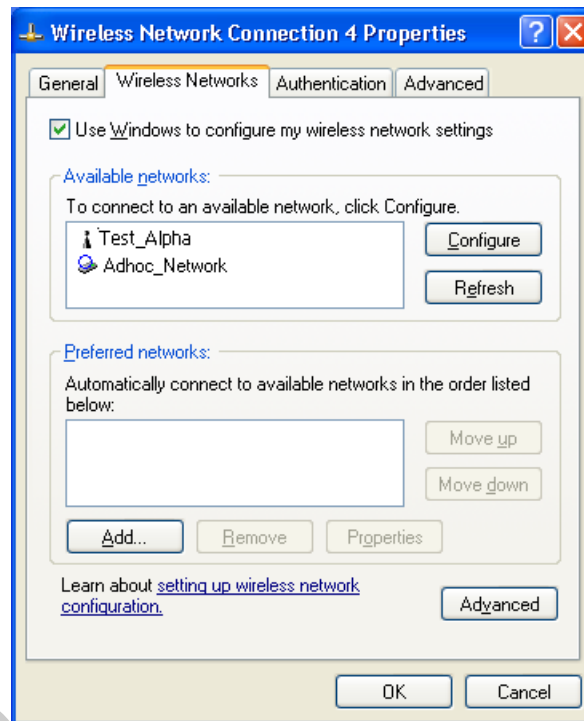 Wireless Network Connection 4 Properties
General Wireless Networks Authentication Advanced
Use Windows to configure my wireless network settings
Available networks:
To connect to an available network, click Configure.
Test_Alpha
Adhoc_Network
Configure
Refresh
Preferred networks:
Automatically connect to available networks in the order listed
below:
Move up
Move down
Add... Remove Properties
Learn about setting up wireless network
configuration.
Advanced
OK Cancel